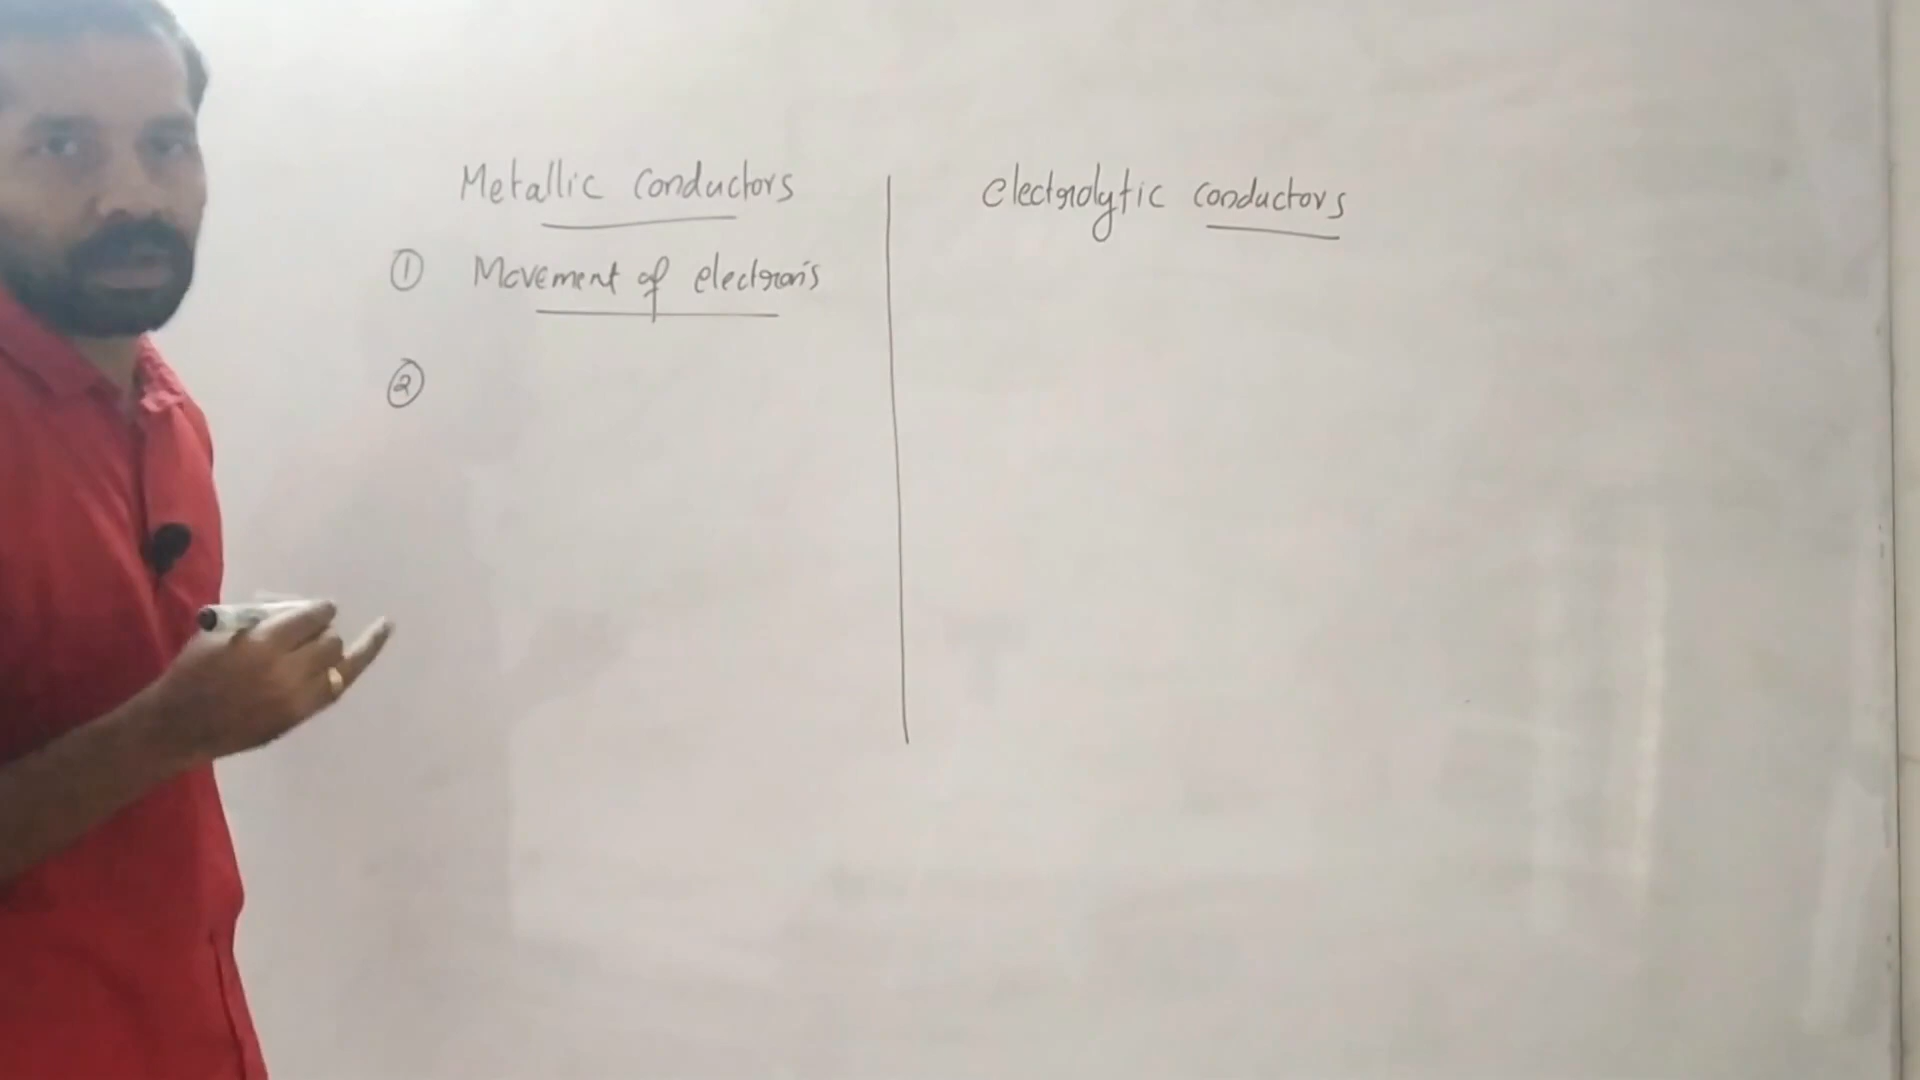 Metallic conductors
① Movement of electrons
②
electrolytic conductors